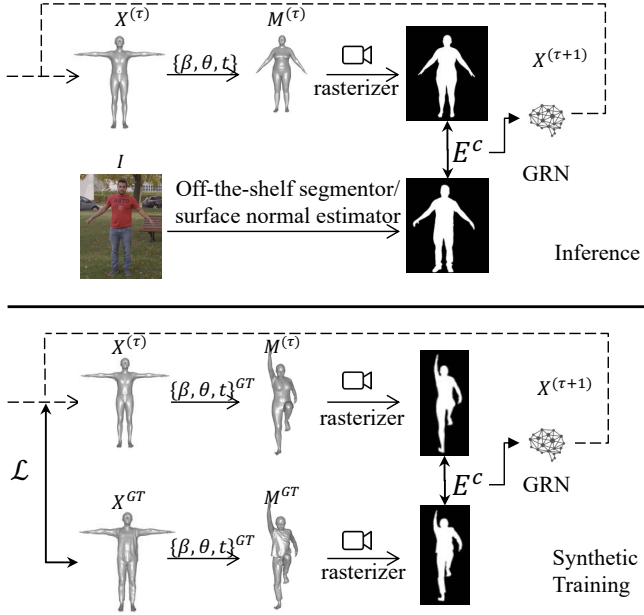 X^(τ)
M^(τ)
{β, θ, t}
rasterizer
X^(τ+1)
E^c
GRN
I
Off-the-shelf segmentor/
surface normal estimator
Inference
X^(τ)
M^(τ)
{β, θ, t}^GT
rasterizer
X^(τ+1)
ℒ
E^c
GRN
X^GT
M^GT
{β, θ, t}^GT
rasterizer
Synthetic
Training